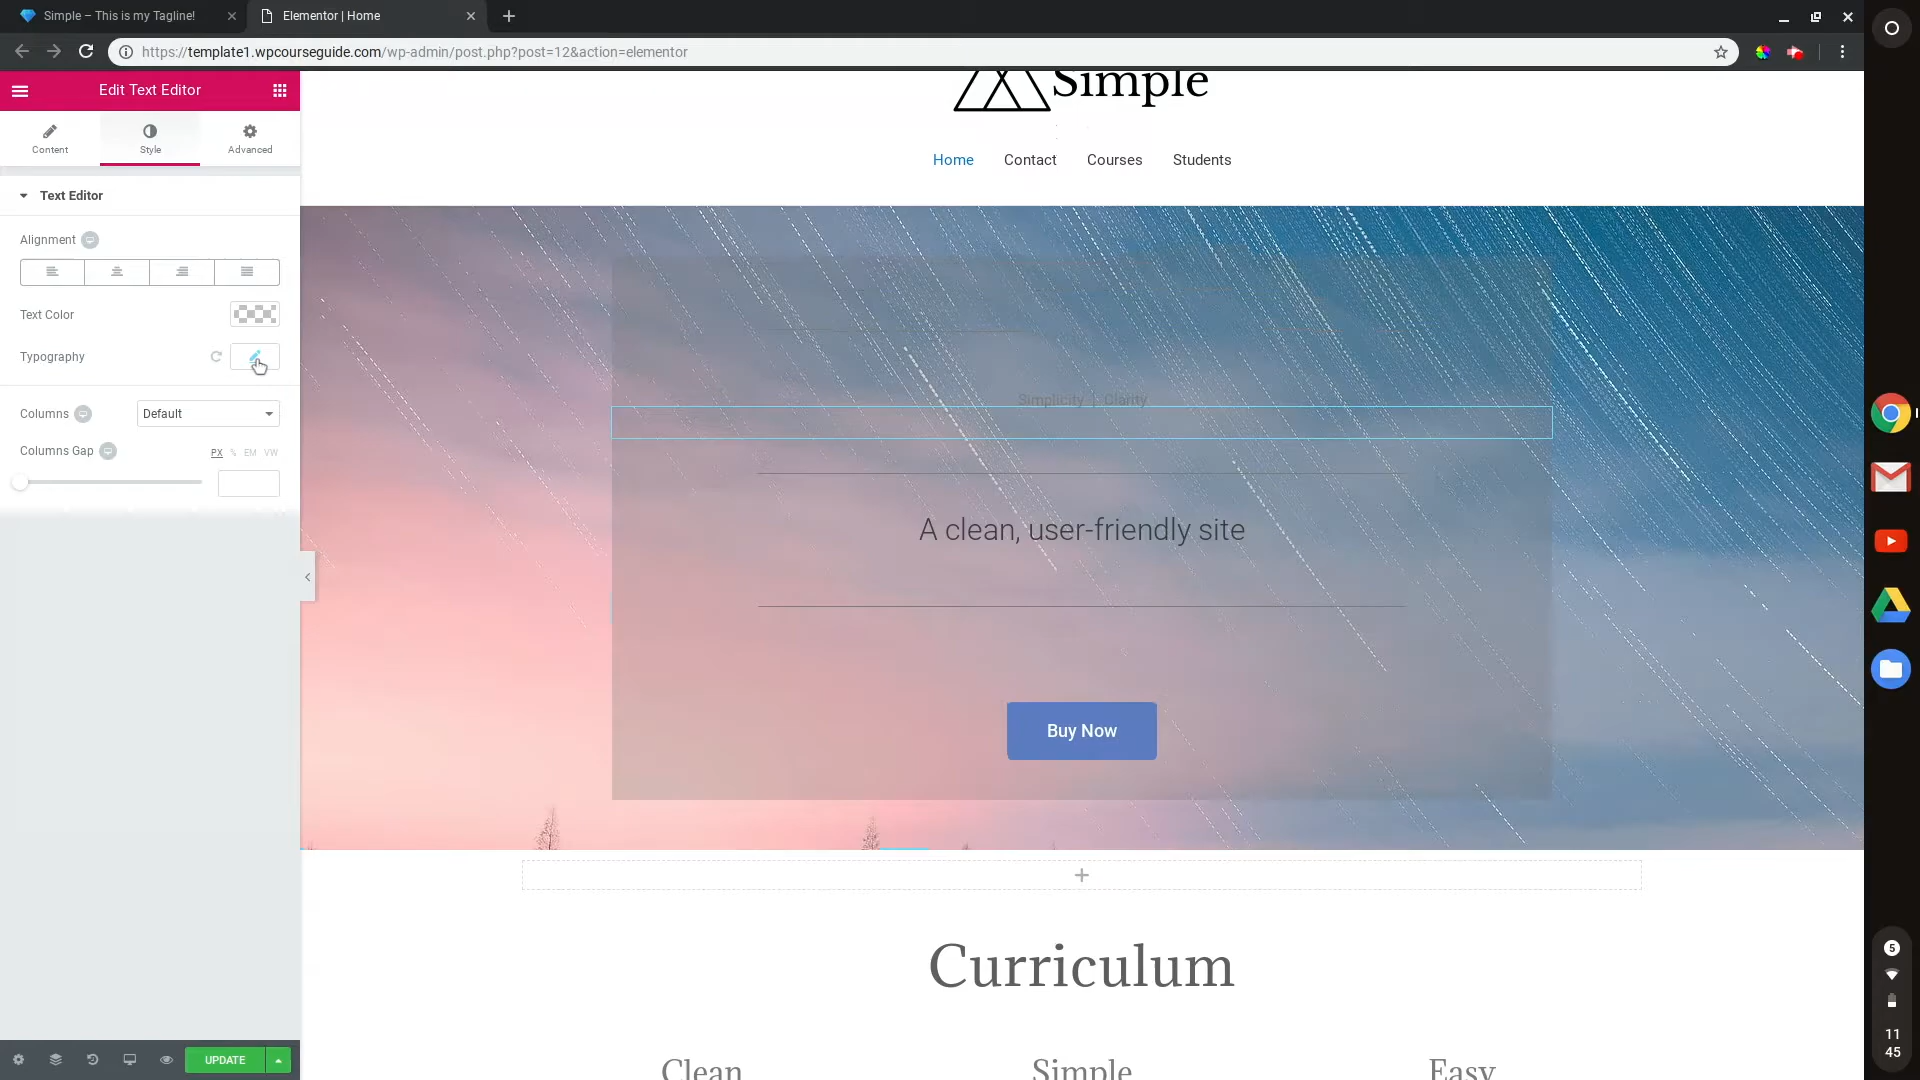 Simple – This is my Tagline!
Elementor | Home
https://template1.wpcourseguide.com/wp-admin/post.php?post=12&action=elementor
Edit Text Editor
Content
Style
Advanced
Text Editor
Alignment
Text Color
Typography
Columns
Default
Columns Gap
PX % EM VW
UPDATE
Simple
Home Contact Courses Students
Simplicity | Clarity
A clean, user-friendly site
Buy Now
Curriculum
Clean Simple Easy
5
11
45